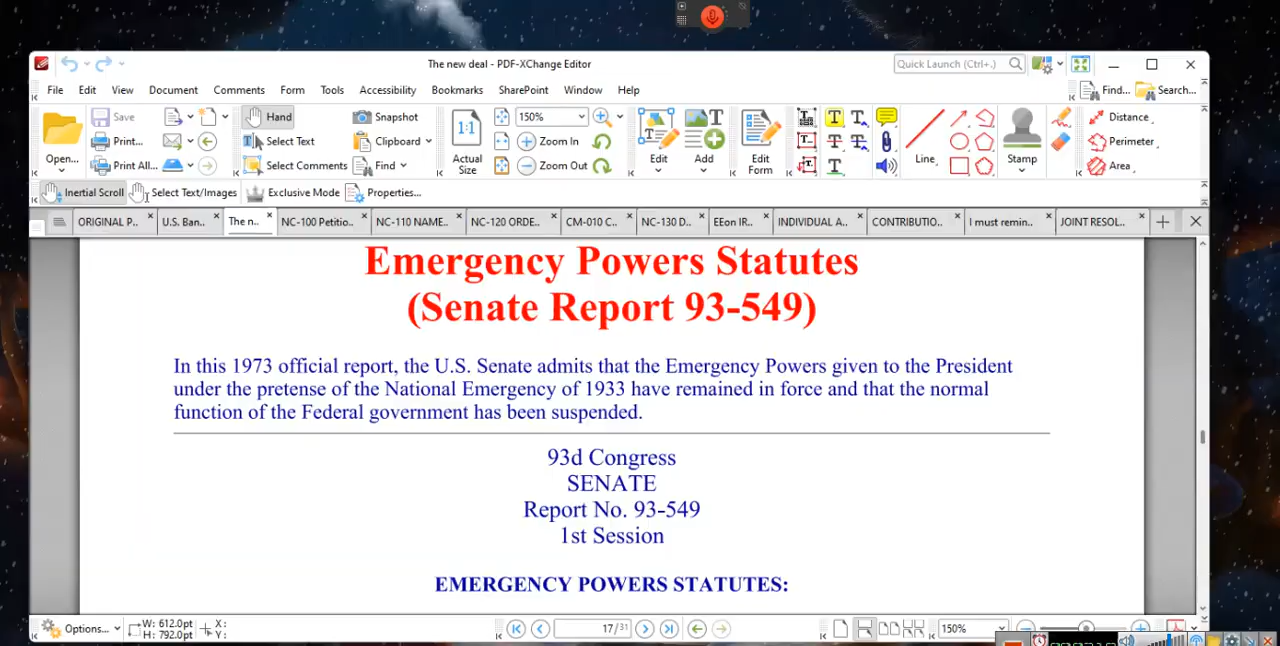 The new deal - PDF-XChange Editor
Quick Launch (Ctrl+.)
File Edit View Document Comments Form Tools Accessibility Bookmarks SharePoint Window Help
Find... Search...
Open...
Save
Print...
Print All...
Hand
Select Text
Select Comments
Snapshot
Clipboard
Find
1:1
Actual
Size
150%
Zoom In
Zoom Out
Edit
Add
Edit
Form
Line
Stamp
Distance
Perimeter
Area
Inertial Scroll Select Text/Images Exclusive Mode Properties...
ORIGINAL P.. U.S. Ban.. The n.. NC-100 Petitio.. NC-110 NAME.. NC-120 ORDE.. CM-010 C.. NC-130 D.. EEon IR.. INDIVIDUAL A.. CONTRIBUTIO.. I must remin.. JOINT RESOL..
Emergency Powers Statutes
(Senate Report 93-549)
In this 1973 official report, the U.S. Senate admits that the Emergency Powers given to the President
under the pretense of the National Emergency of 1933 have remained in force and that the normal
function of the Federal government has been suspended.
93d Congress
SENATE
Report No. 93-549
1st Session
EMERGENCY POWERS STATUTES:
Options...
W: 612.0pt
H: 792.0pt
X:
Y:
17/31
150%